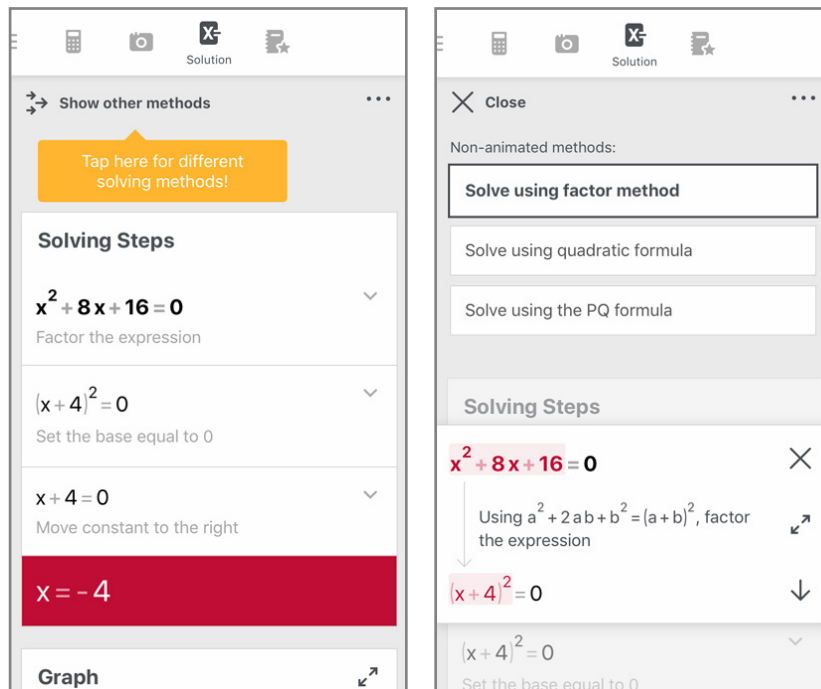 Solution
Show other methods
Tap here for different
solving methods!
Solving Steps
x² + 8x + 16 = 0
Factor the expression
(x + 4)² = 0
Set the base equal to 0
x + 4 = 0
Move constant to the right
x = - 4
Graph
Solution
Close
Non-animated methods:
Solve using factor method
Solve using quadratic formula
Solve using the PQ formula
Solving Steps
x² + 8x + 16 = 0
Using a² + 2ab + b² = (a + b)², factor
the expression
(x + 4)² = 0
(x + 4)² = 0
Set the base equal to 0